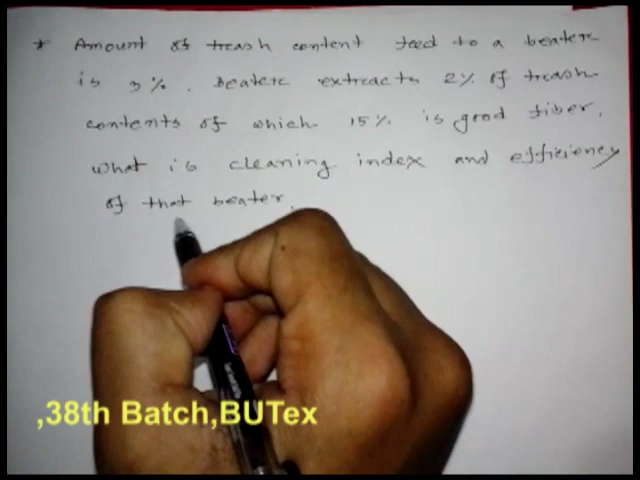 * Amount of trash content feed to a beater
is 3%. Beater extracts 2% of trash
contents of which 15% is good fiber.
What is cleaning index and efficiency
of that beater.
,38th Batch,BUTex